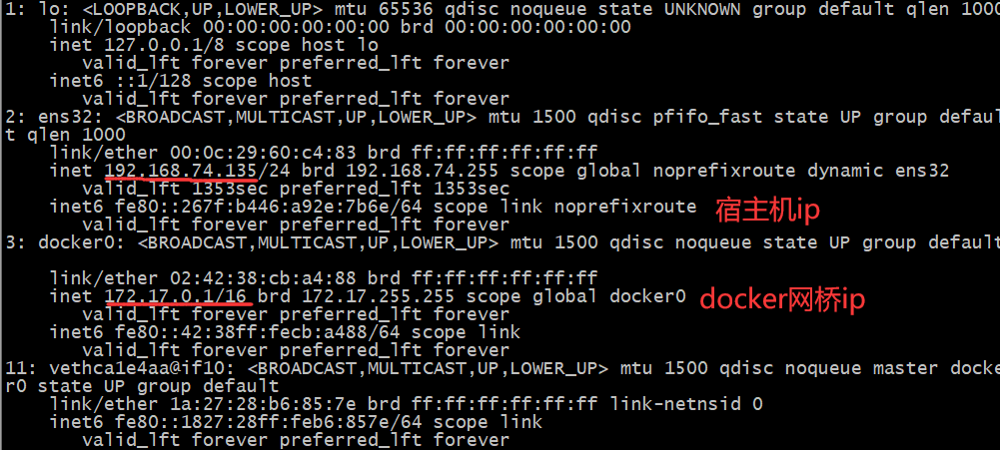 1: lo: <LOOPBACK,UP,LOWER_UP> mtu 65536 qdisc noqueue state UNKNOWN group default qlen 1000
link/loopback 00:00:00:00:00:00 brd 00:00:00:00:00:00
inet 127.0.0.1/8 scope host lo
valid_lft forever preferred_lft forever
inet6 ::1/128 scope host
valid_lft forever preferred_lft forever
2: ens32: <BROADCAST,MULTICAST,UP,LOWER_UP> mtu 1500 qdisc pfifo_fast state UP group defau
lt qlen 1000
link/ether 00:0c:29:60:c4:83 brd ff:ff:ff:ff:ff:ff
inet 192.168.74.135/24 brd 192.168.74.255 scope global noprefixroute dynamic ens32
valid_lft 1353sec preferred_lft 1353sec
inet6 fe80::267f:b446:a92e:7b6e/64 scope link noprefixroute 宿主机ip
valid_lft forever preferred_lft forever
3: docker0: <BROADCAST,MULTICAST,UP,LOWER_UP> mtu 1500 qdisc noqueue state UP group default
link/ether 02:42:38:cb:a4:88 brd ff:ff:ff:ff:ff:ff
inet 172.17.0.1/16 brd 172.17.255.255 scope global docker0 docker网桥ip
valid_lft forever preferred_lft forever
inet6 fe80::42:38ff:fecb:a488/64 scope link
valid_lft forever preferred_lft forever
11: vethca1e4aa@if10: <BROADCAST,MULTICAST,UP,LOWER_UP> mtu 1500 qdisc noqueue master docke
r0 state UP group default
link/ether 1a:27:28:b6:85:7e brd ff:ff:ff:ff:ff:ff link-netnsid 0
inet6 fe80::1827:28ff:feb6:857e/64 scope link
valid_lft forever preferred_lft forever